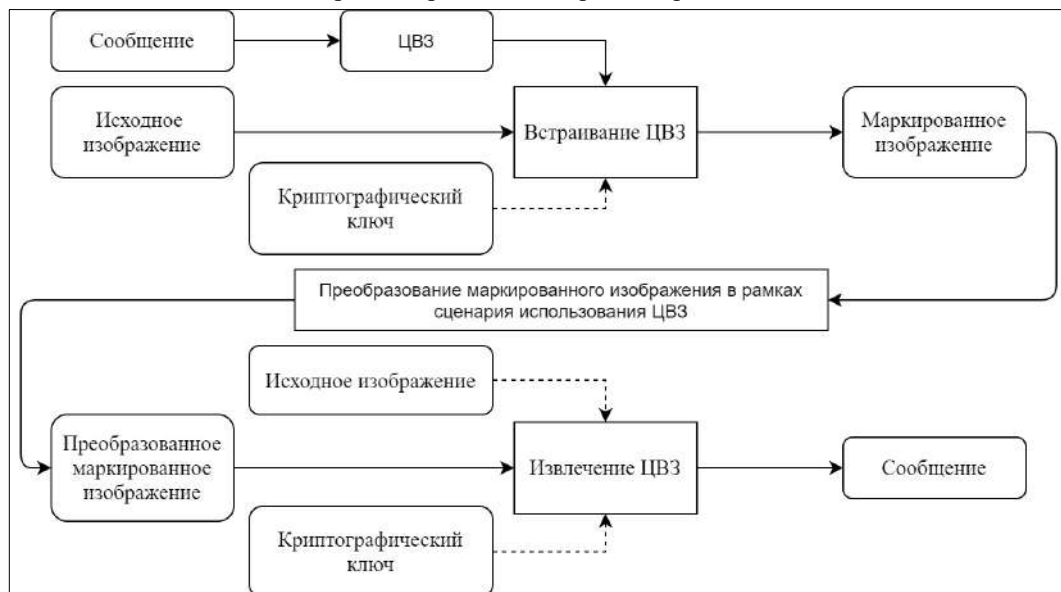 Сообщение
ЦВЗ
Исходное
изображение
Встраивание ЦВЗ
Маркированное
изображение
Криптографический
ключ
Преобразование маркированного изображения в рамках
сценария использования ЦВЗ
Исходное изображение
Преобразованное
маркированное
изображение
Извлечение ЦВЗ
Сообщение
Криптографический
ключ